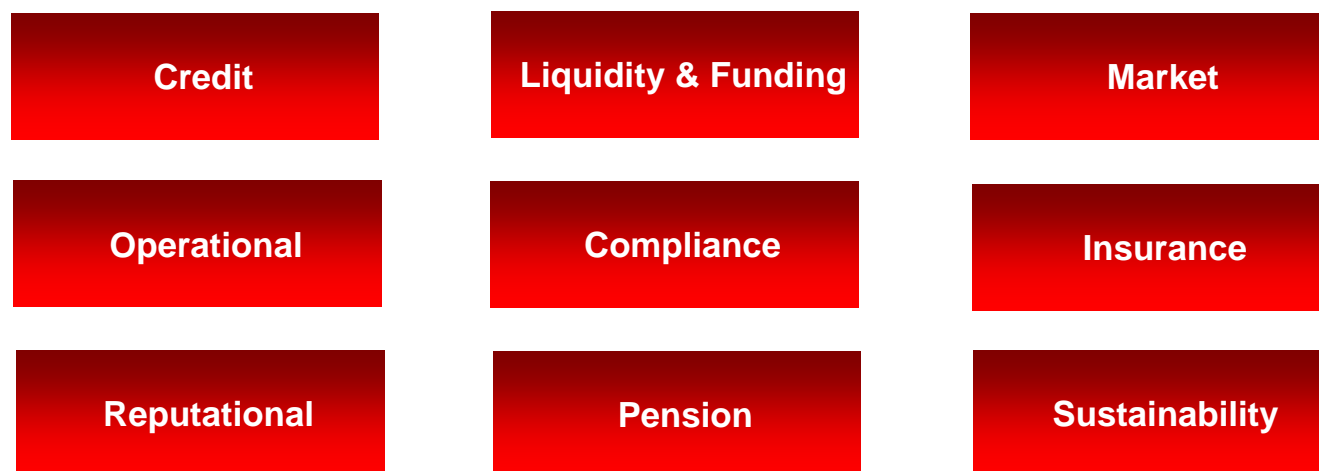 Credit
Liquidity & Funding
Market
Operational
Compliance
Insurance
Reputational
Pension
Sustainability